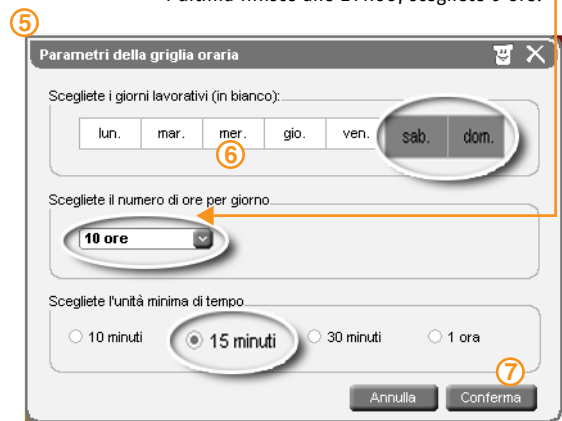 l'ultima finisce alle scegliete 9 ore.
5
Parametri della griglia oraria
Scegliete i giorni lavorativi (in bianco):
lun. mar. mer. gio. ven. sab. dom.
6
Scegliete il numero di ore per giorno
10 ore
Scegliete l'unità minima di tempo
10 minuti 15 minuti 30 minuti 1 ora
7
Annulla Conferma